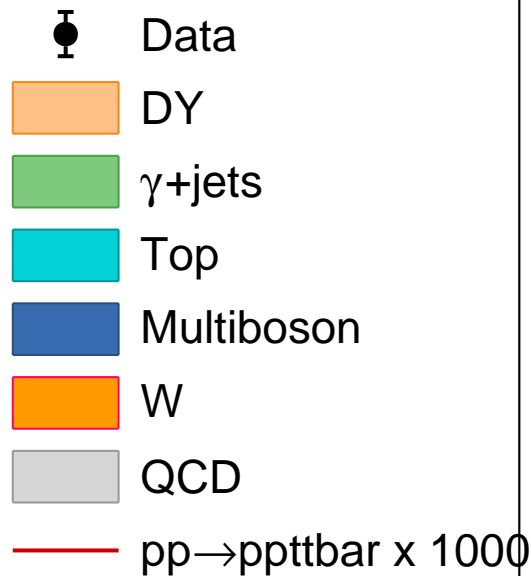 Data
DY
γ+jets
Top
Multiboson
W
QCD
pp→ppttbar x 1000